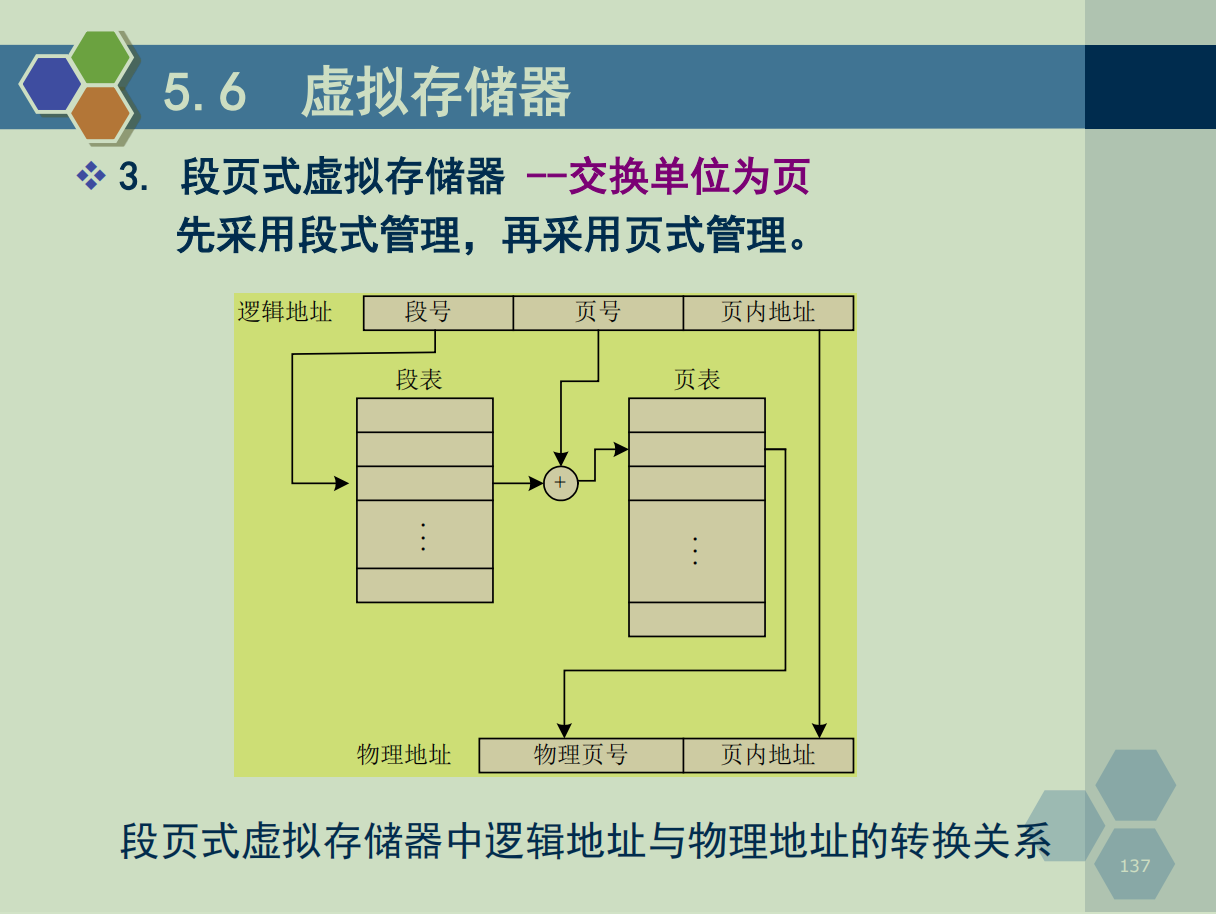 5.6 虚拟存储器
3. 段页式虚拟存储器 --交换单位为页
先采用段式管理，再采用页式管理。
逻辑地址 段号 页号 页内地址
段表 页表
+
⋮ ⋮
物理地址 物理页号 页内地址
段页式虚拟存储器中逻辑地址与物理地址的转换关系
137